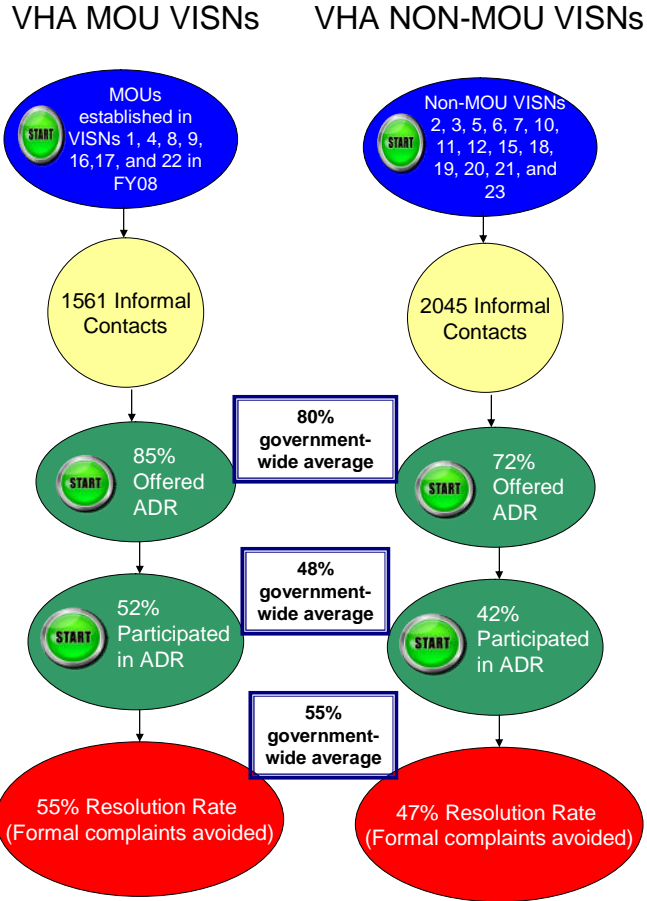 VHA MOU VISNs
VHA NON-MOU VISNs
START
MOUs
established in
VISNs 1, 4, 8, 9,
16,17, and 22 in
FY08
START
Non-MOU VISNs
2, 3, 5, 6, 7, 10,
11, 12, 15, 18,
19, 20, 21, and
23
1561 Informal
Contacts
2045 Informal
Contacts
80%
government-
wide average
START
85%
Offered
ADR
START
72%
Offered
ADR
48%
government-
wide average
START
52%
Participated
in ADR
START
42%
Participated
in ADR
55%
government-
wide average
55% Resolution Rate
(Formal complaints avoided)
47% Resolution Rate
(Formal complaints avoided)